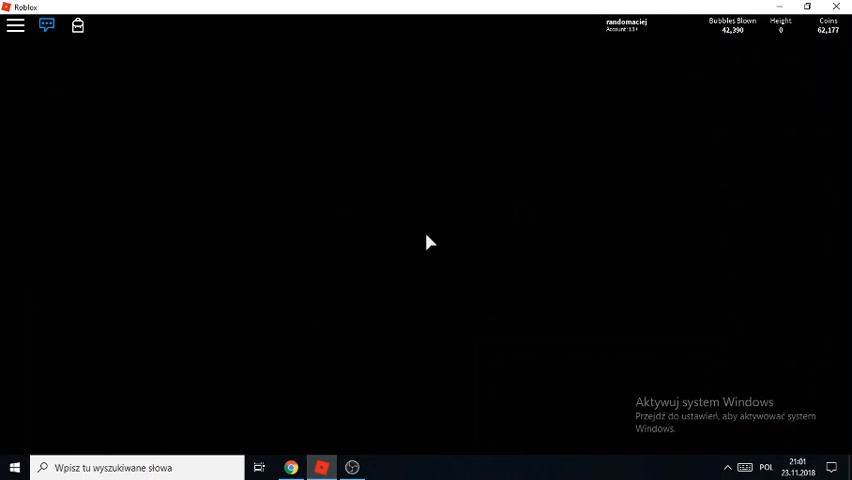 Roblox
randomaciej
Account: 13+
Bubbles Blown
42,390
Height
0
Coins
62,177
Aktywuj system Windows
Przejdź do ustawień, aby aktywować system
Windows.
Wpisz tu wyszukiwane słowa
POL
21:01
23.11.2018